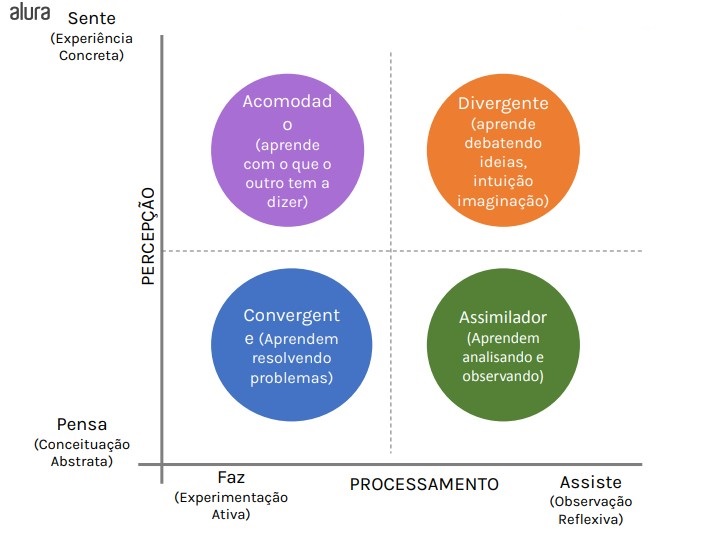 alura
Sente
(Experiência
Concreta)
Acomodad
o
(aprende
com o que o
outro tem a
dizer)
Divergente
(aprende
debatendo
ideias,
intuição
imaginação)
PERCEPÇÃO
Convergent
e (Aprendem
resolvendo
problemas)
Assimilador
(Aprendem
analisando e
observando)
Pensa
(Conceituação
Abstrata)
Faz
(Experimentação
Ativa)
PROCESSAMENTO
Assiste
(Observação
Reflexiva)